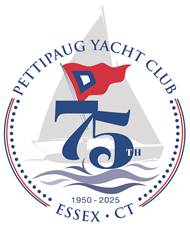 PETTIPAUG YACHT CLUB
P
75TH
1950 - 2025
ESSEX • CT